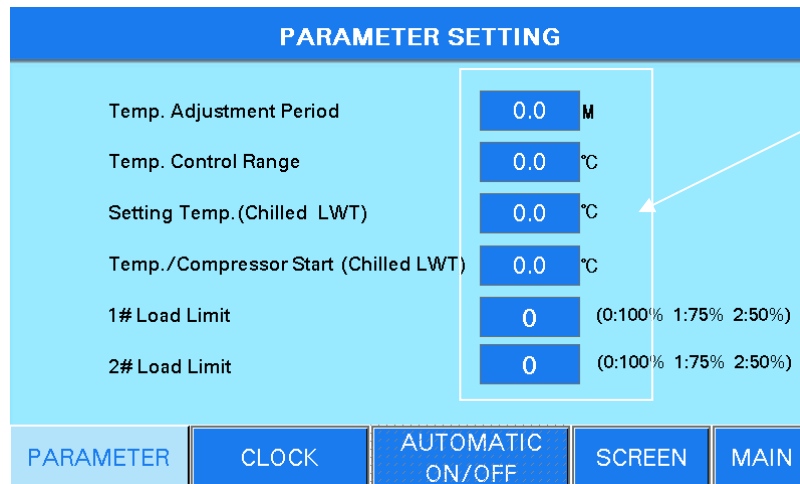 PARAMETER SETTING
Temp. Adjustment Period 0.0 M
Temp. Control Range 0.0 °C
Setting Temp.(Chilled LWT) 0.0 °C
Temp./Compressor Start (Chilled LWT) 0.0 °C
1# Load Limit 0 (0:100% 1:75% 2:50%)
2# Load Limit 0 (0:100% 1:75% 2:50%)
PARAMETER CLOCK AUTOMATIC ON/OFF SCREEN MAIN